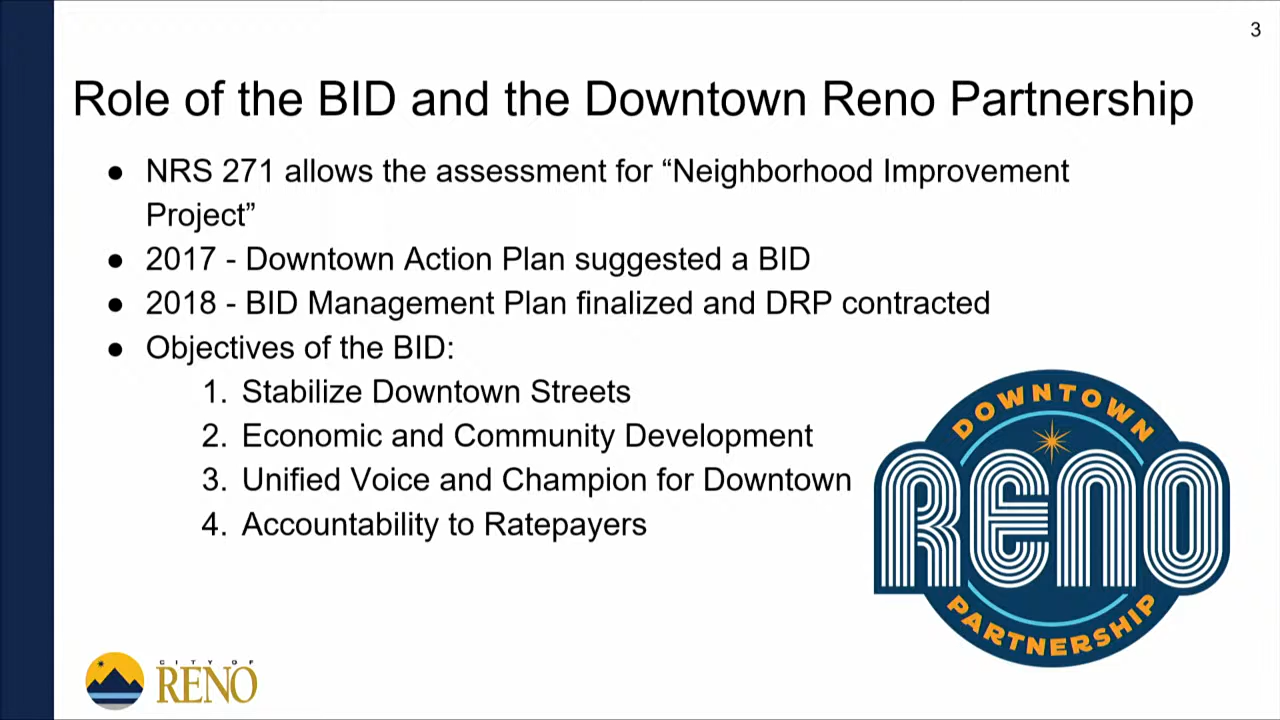 3
Role of the BID and the Downtown Reno Partnership
● NRS 271 allows the assessment for “Neighborhood Improvement
Project”
● 2017 - Downtown Action Plan suggested a BID
● 2018 - BID Management Plan finalized and DRP contracted
● Objectives of the BID:
1. Stabilize Downtown Streets
2. Economic and Community Development
3. Unified Voice and Champion for Downtown
4. Accountability to Ratepayers
DOWNTOWN
RENO
PARTNERSHIP
CITY OF
RENO